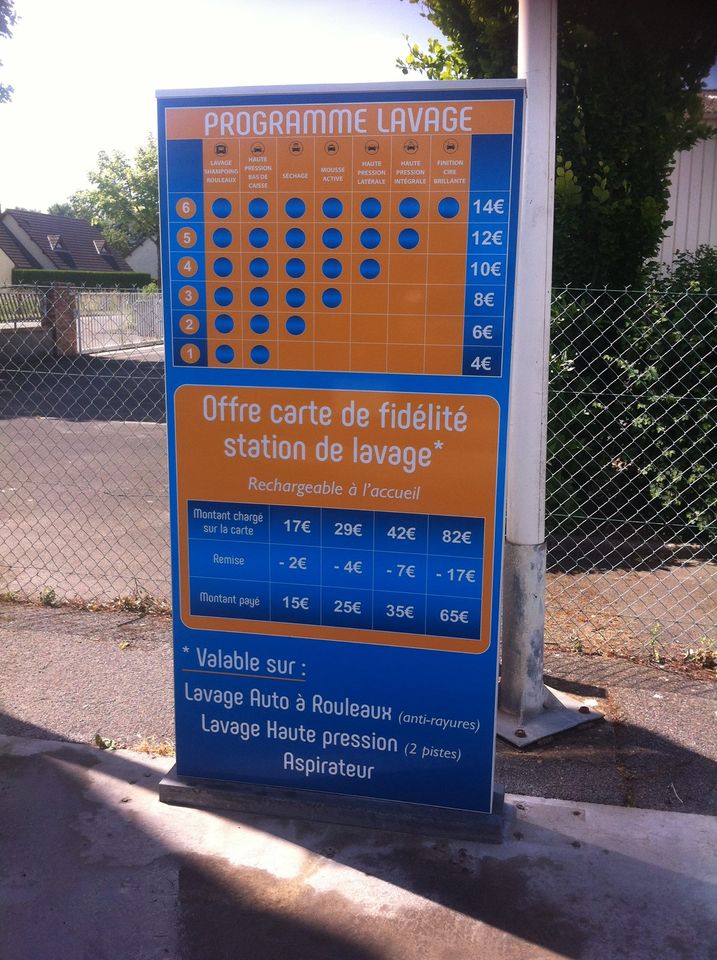 PROGRAMME LAVAGE
LAVAGE SHAMPOING ROULEAUX
HAUTE PRESSION BAS DE CAISSE
SÉCHAGE
MOUSSE ACTIVE
HAUTE PRESSION LATÉRALE
HAUTE PRESSION INTÉGRALE
FINITION CIRE BRILLANTE
6 14€
5 12€
4 10€
3 8€
2 6€
1 4€
Offre carte de fidélité
station de lavage*
Rechargeable à l'accueil
Montant chargé sur la carte 17€ 29€ 42€ 82€
Remise - 2€ - 4€ - 7€ - 17€
Montant payé 15€ 25€ 35€ 65€
* Valable sur :
Lavage Auto à Rouleaux (anti-rayures)
Lavage Haute pression (2 pistes)
Aspirateur